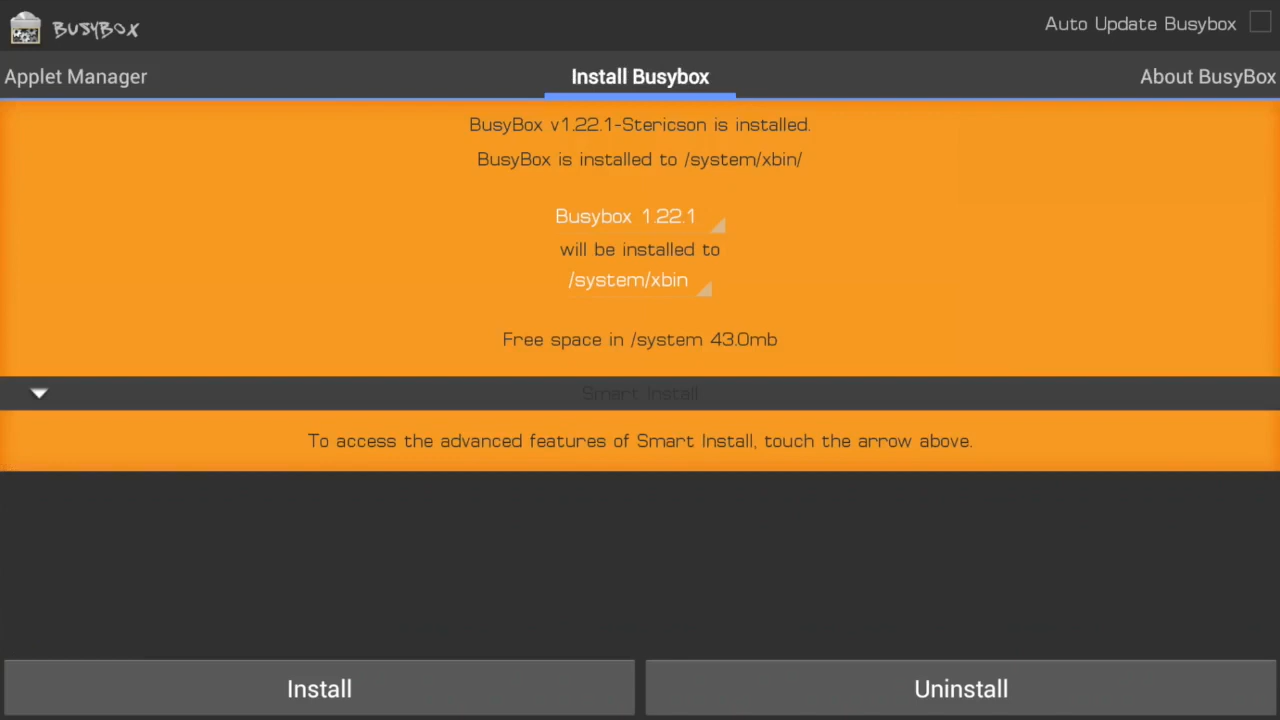 BUSYBOX
Auto Update Busybox
Applet Manager
Install Busybox
About BusyBox
BusyBox v1.22.1-Stericson is installed.
BusyBox is installed to /system/xbin/
Busybox 1.22.1
will be installed to
/system/xbin
Free space in /system 43.0mb
Smart Install
To access the advanced features of Smart Install, touch the arrow above.
Install
Uninstall